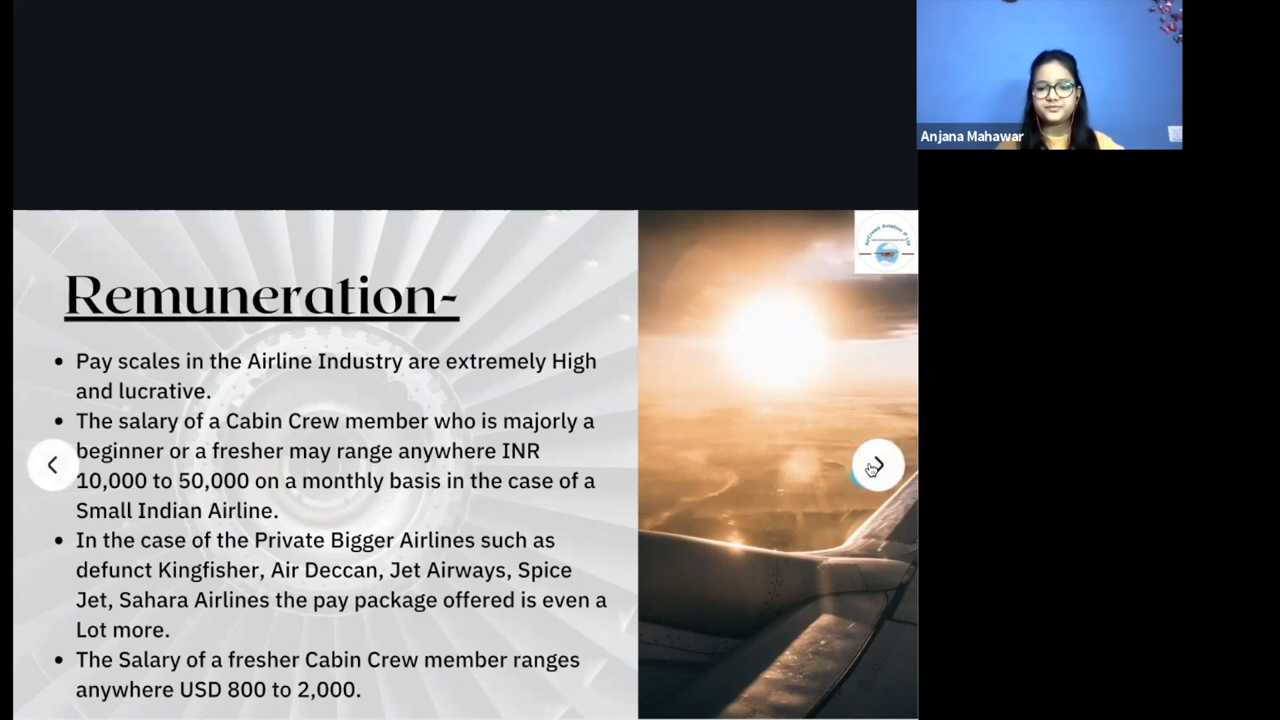 Anjana Mahawar
Remuneration-
• Pay scales in the Airline Industry are extremely High
and lucrative.
• The salary of a Cabin Crew member who is majorly a
beginner or a fresher may range anywhere INR
10,000 to 50,000 on a monthly basis in the case of a
Small Indian Airline.
• In the case of the Private Bigger Airlines such as
defunct Kingfisher, Air Deccan, Jet Airways, Spice
Jet, Sahara Airlines the pay package offered is even a
Lot more.
• The Salary of a fresher Cabin Crew member ranges
anywhere USD 800 to 2,000.